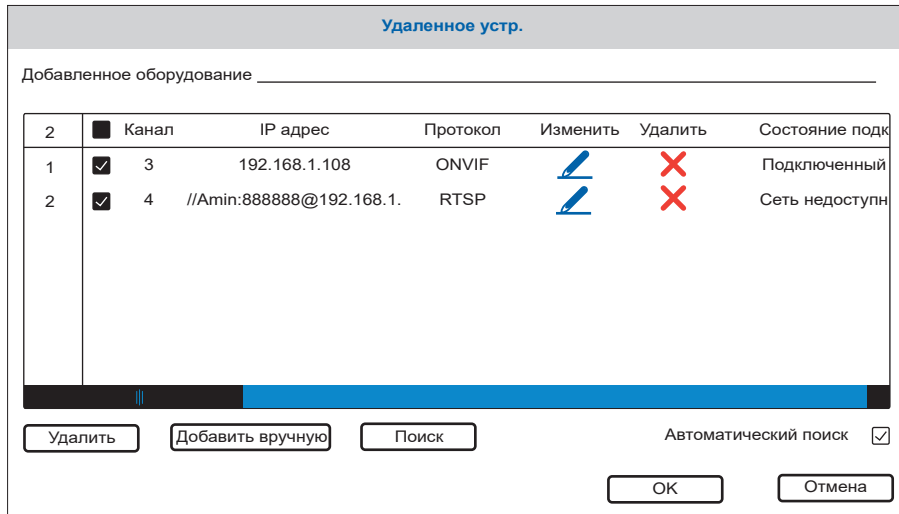 Удаленное устр.
Добавленное оборудование
2 Канал IP адрес Протокол Изменить Удалить Состояние подк
1 3 192.168.1.108 ONVIF Подключенный
2 4 //Amin:888888@192.168.1. RTSP Сеть недоступн
Удалить Добавить вручную Поиск Автоматический поиск
OK Отмена